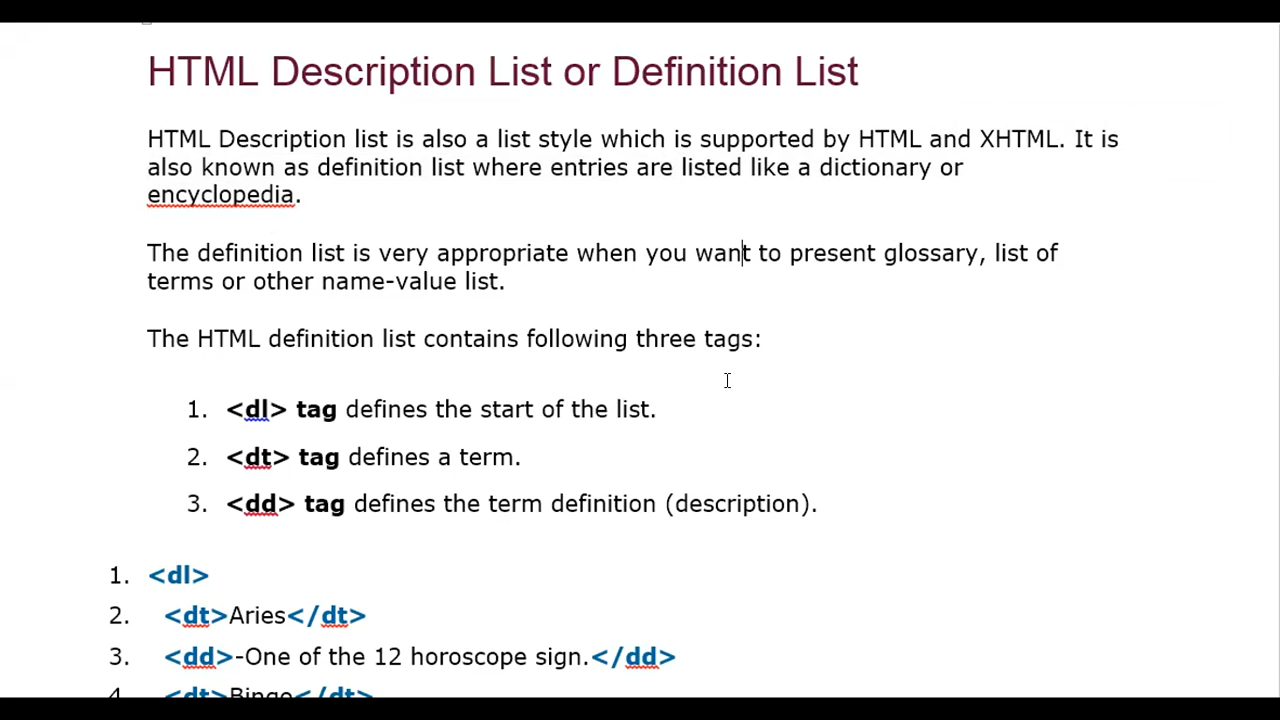 HTML Description List or Definition List
HTML Description list is also a list style which is supported by HTML and XHTML. It is
also known as definition list where entries are listed like a dictionary or
encyclopedia.
The definition list is very appropriate when you want to present glossary, list of
terms or other name-value list.
The HTML definition list contains following three tags:
1. <dl> tag defines the start of the list.
2. <dt> tag defines a term.
3. <dd> tag defines the term definition (description).
1. <dl>
2. <dt>Aries</dt>
3. <dd>-One of the 12 horoscope sign.</dd>
4. <dt>Bingo</dt>